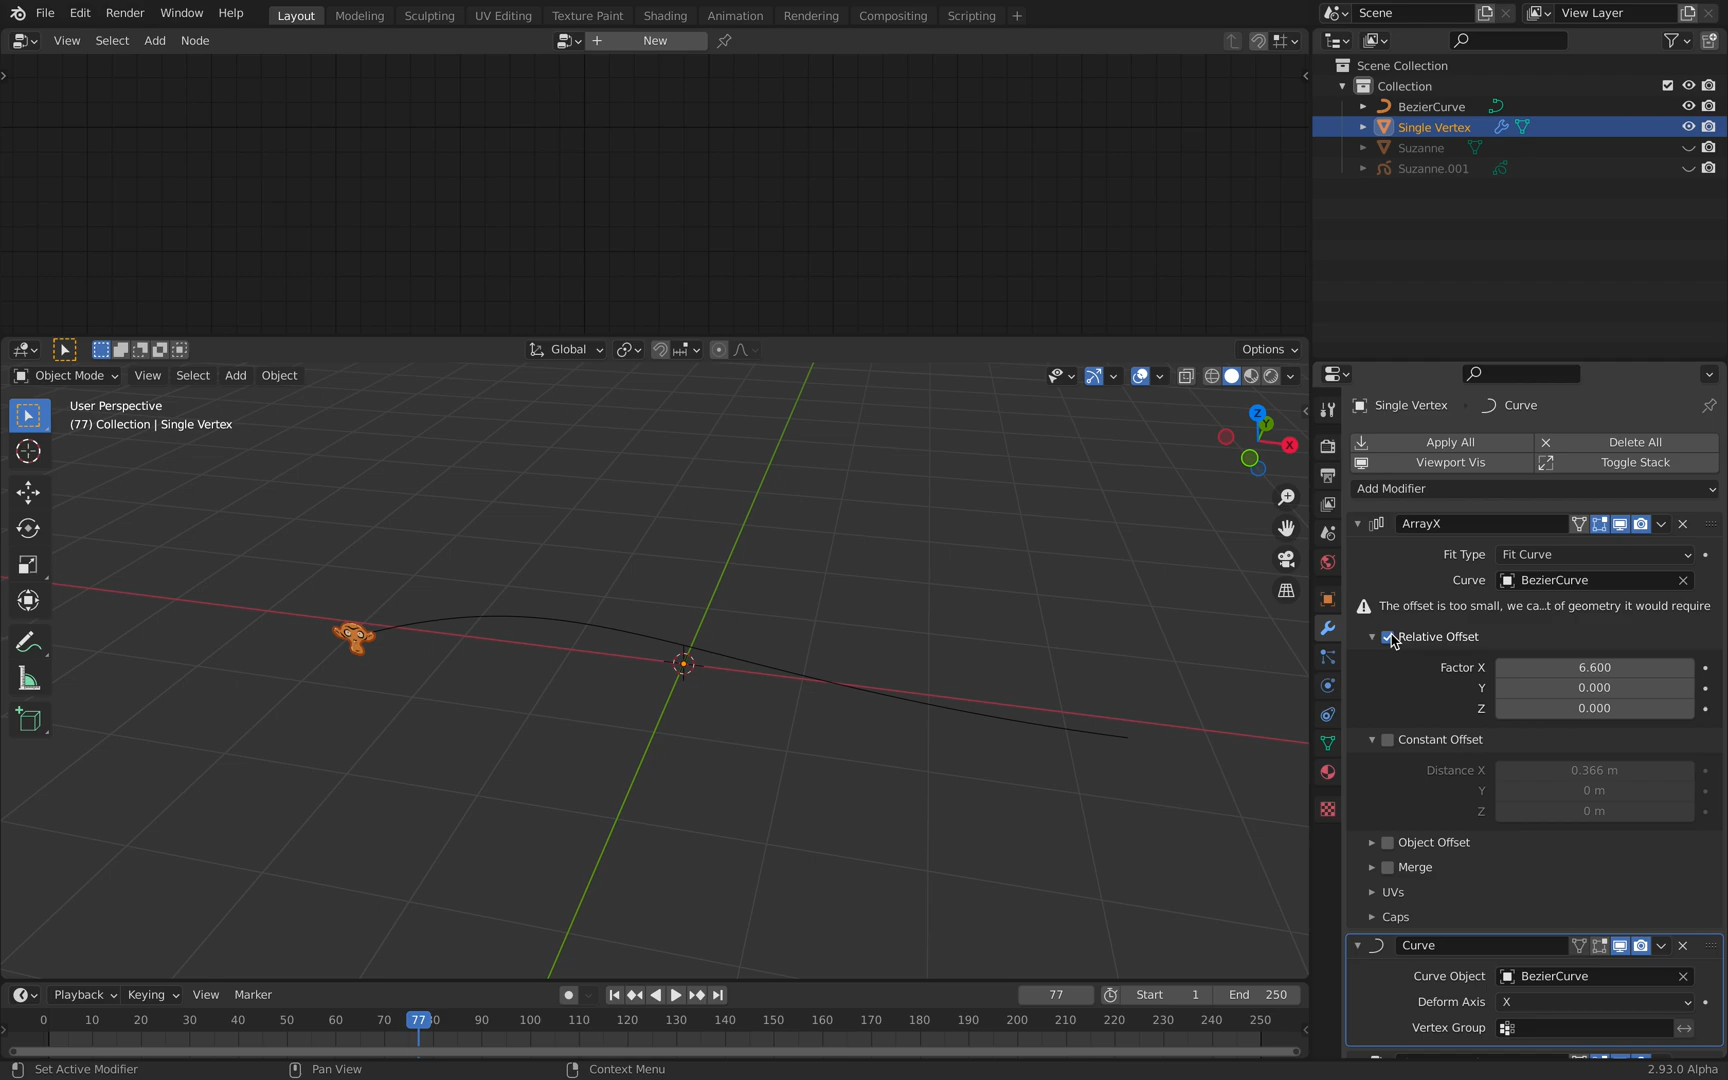 File Edit Render Window Help Layout Modeling Sculpting UV Editing Texture Paint Shading Animation Rendering Compositing Scripting +
Scene View Layer
View Select Add Node
+ New
Scene Collection
Collection
BezierCurve
Single Vertex
Suzanne
Suzanne.001
Global
Options
Object Mode View Select Add Object
User Perspective
(77) Collection | Single Vertex
Z
Y
X
Single Vertex Curve
Apply All
Delete All
Viewport Vis
Toggle Stack
Add Modifier
ArrayX
Fit Type Fit Curve
Curve BezierCurve
The offset is too small, we ca...t of geometry it would require
Relative Offset
Factor X 6.600
Y 0.000
Z 0.000
Constant Offset
Distance X 0.366 m
Y 0 m
Z 0 m
Object Offset
Merge
UVs
Caps
Curve
Curve Object BezierCurve
Deform Axis X
Vertex Group
Playback Keying View Marker
77 Start 1 End 250
0 10 20 30 40 50 60 70 77 80 90 100 110 120 130 140 150 160 170 180 190 200 210 220 230 240 250
Set Active Modifier Pan View Context Menu 2.93.0 Alpha